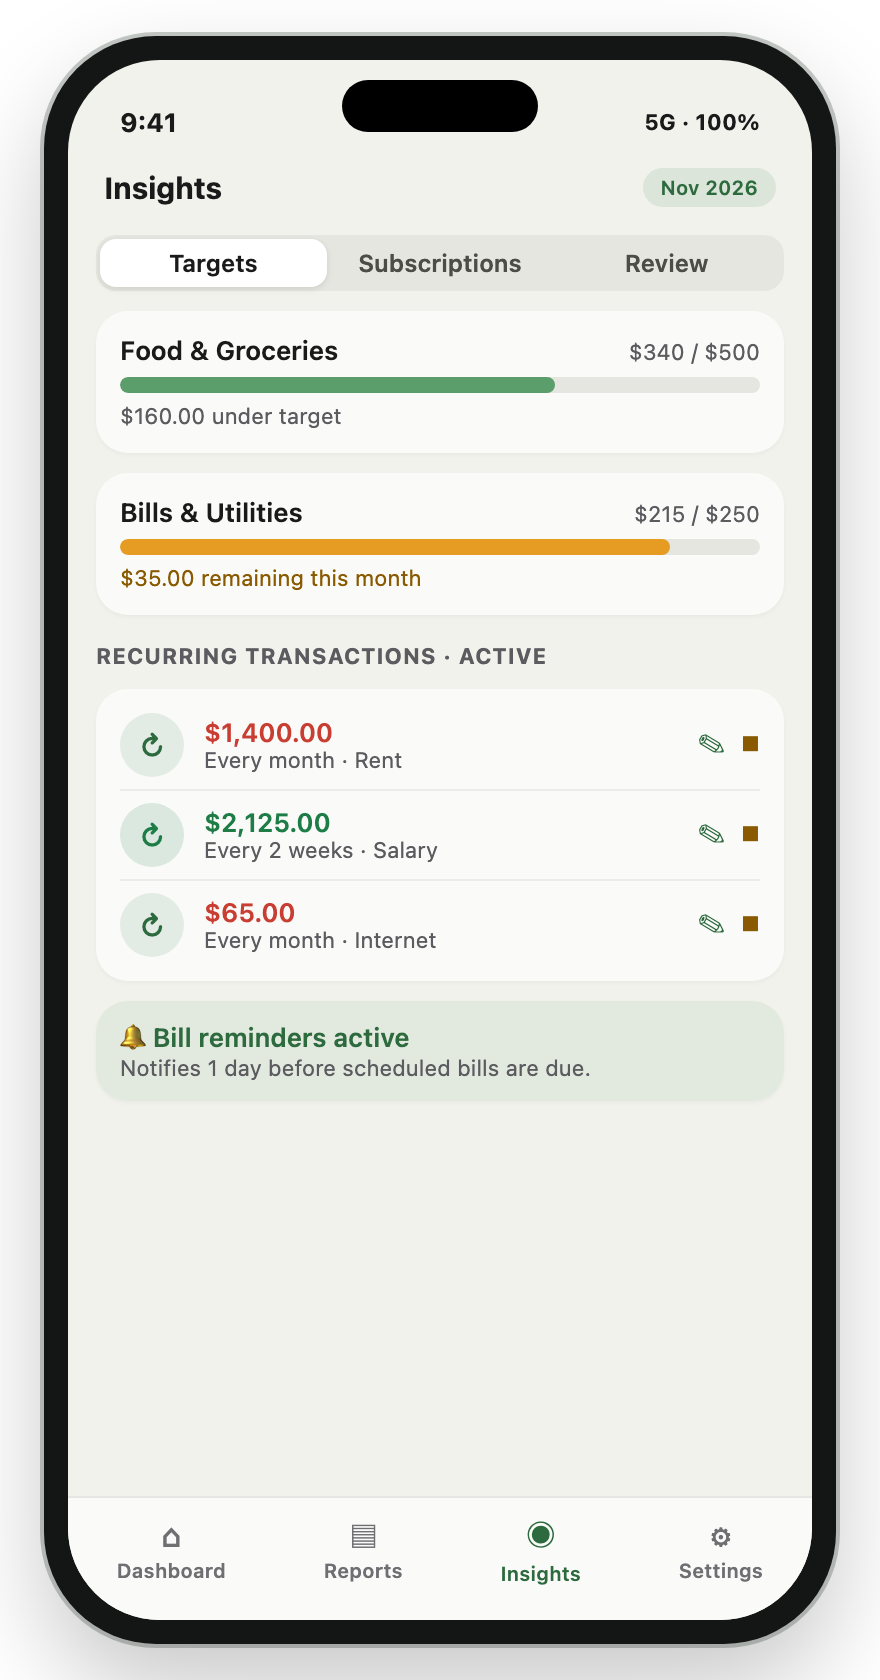 9:41
5G · 100%
Insights
Nov 2026
Targets
Subscriptions
Review
Food & Groceries
$340 / $500
$160.00 under target
Bills & Utilities
$215 / $250
$35.00 remaining this month
RECURRING TRANSACTIONS · ACTIVE
$1,400.00
Every month · Rent
$2,125.00
Every 2 weeks · Salary
$65.00
Every month · Internet
🔔 Bill reminders active
Notifies 1 day before scheduled bills are due.
Dashboard
Reports
Insights
Settings